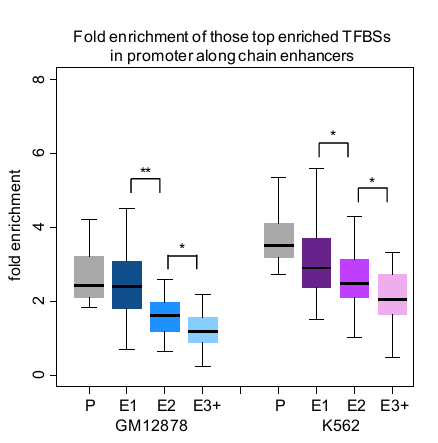 Fold enrichment of those top enriched TFBSs
in promoter along chain enhancers
fold enrichment
8
6
4
2
0
**
*
*
*
P E1 E2 E3+ P E1 E2 E3+
GM12878 K562